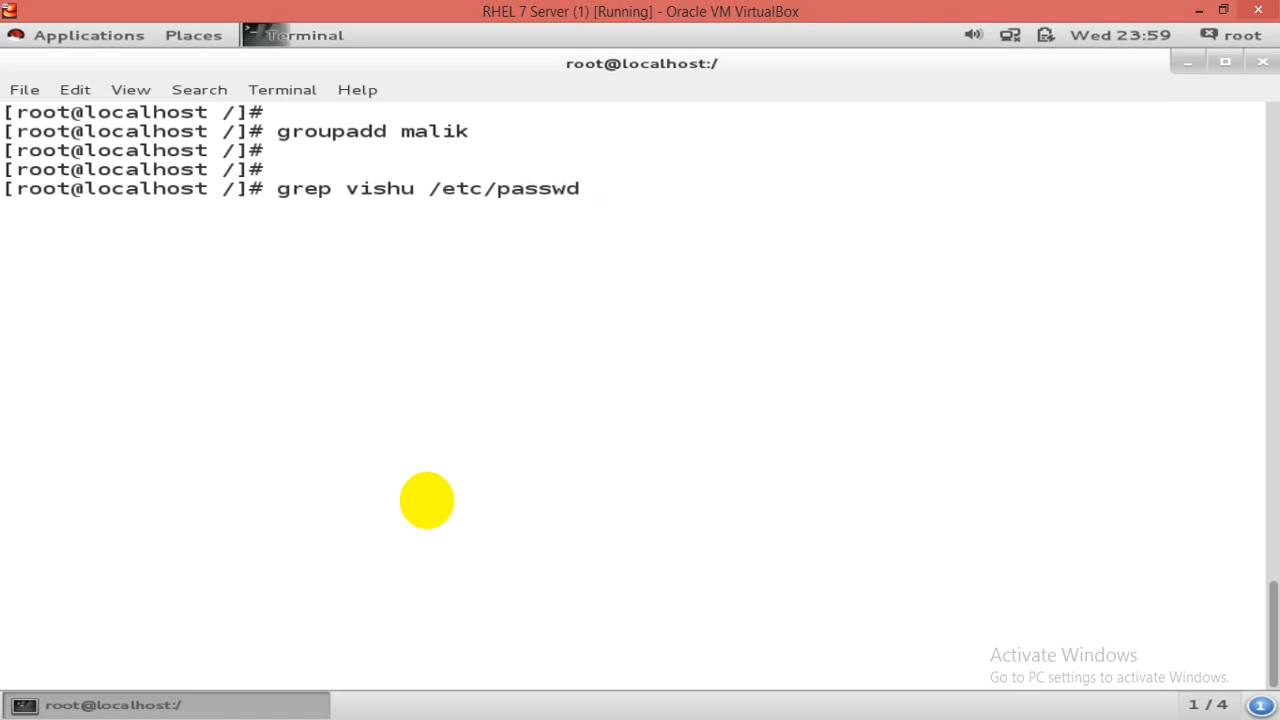 RHEL 7 Server (1) [Running] - Oracle VM VirtualBox
Applications Places Terminal Wed 23:59 root
root@localhost:/
File Edit View Search Terminal Help
[root@localhost /]#
[root@localhost /]# groupadd malik
[root@localhost /]#
[root@localhost /]#
[root@localhost /]# grep vishu /etc/passwd
Activate Windows
Go to PC settings to activate Windows.
root@localhost:/ 1 / 4 1